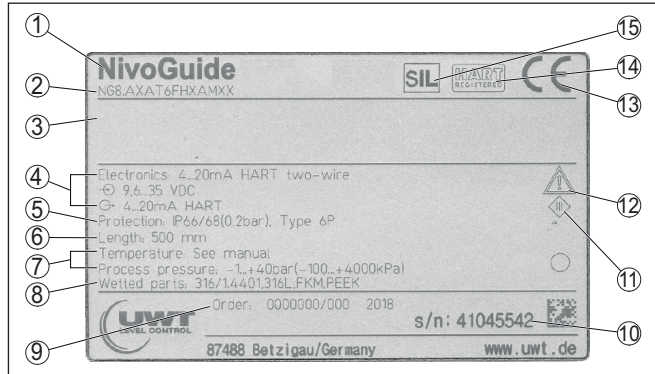 1
NivoGuide
2
NG8.AXAT6FHXAMXX
SIL
15
HART
REGISTERED
14
CE
13
3
4
Electronics: 4...20mA HART two-wire
9,6...35 VDC
4...20mA HART
5
Protection: IP66/68(0.2bar), Type 6P
6
Length: 500 mm
7
Temperature: See manual
Process pressure: -1...+40bar(-100...+4000kPa)
8
Wetted parts: 316/1.4401,316L,FKM,PEEK
12
11
9
Order: 0000000/000 2018
UWT
LEVEL CONTROL
s/n: 41045542
10
87488 Betzigau/Germany
www.uwt.de